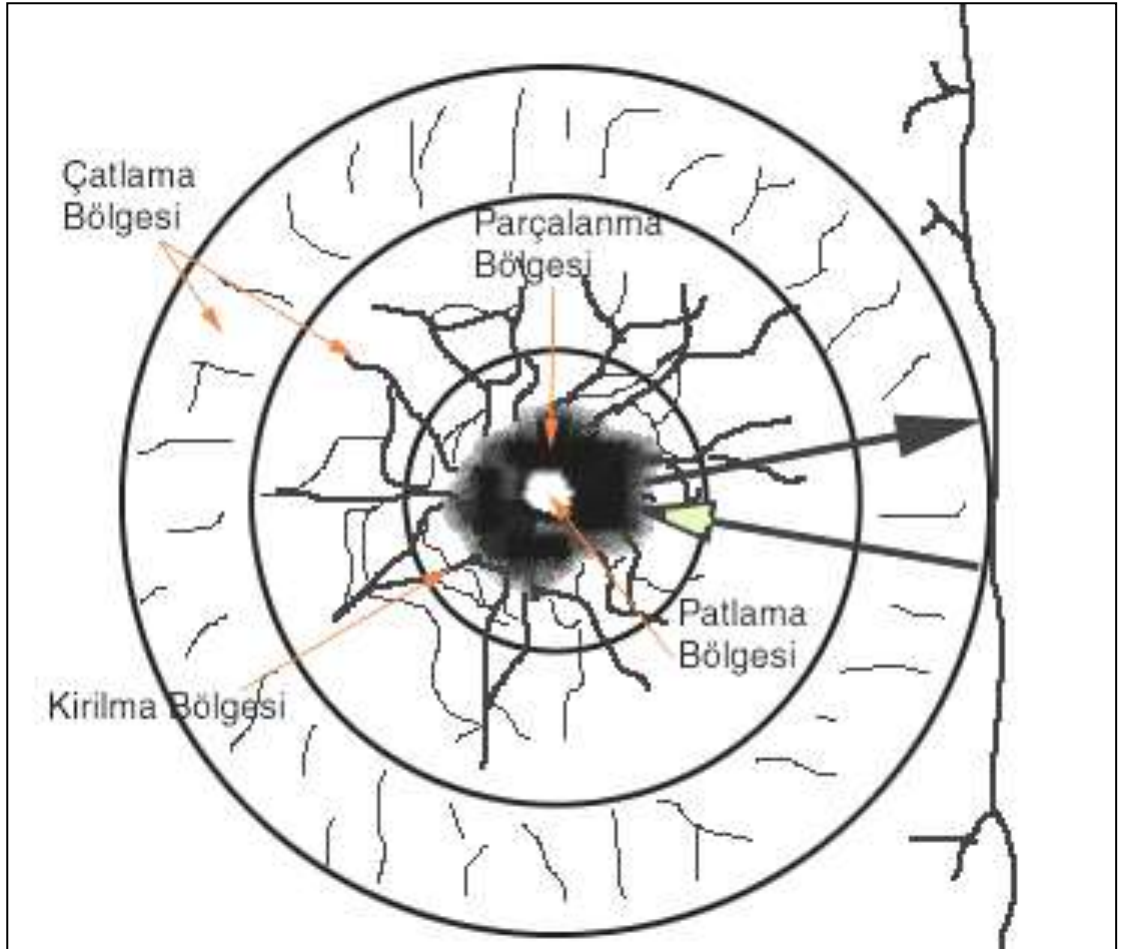 Çatlama
Bölgesi
Parçalanma
Bölgesi
Patlama
Bölgesi
Kirilma Bölgesi